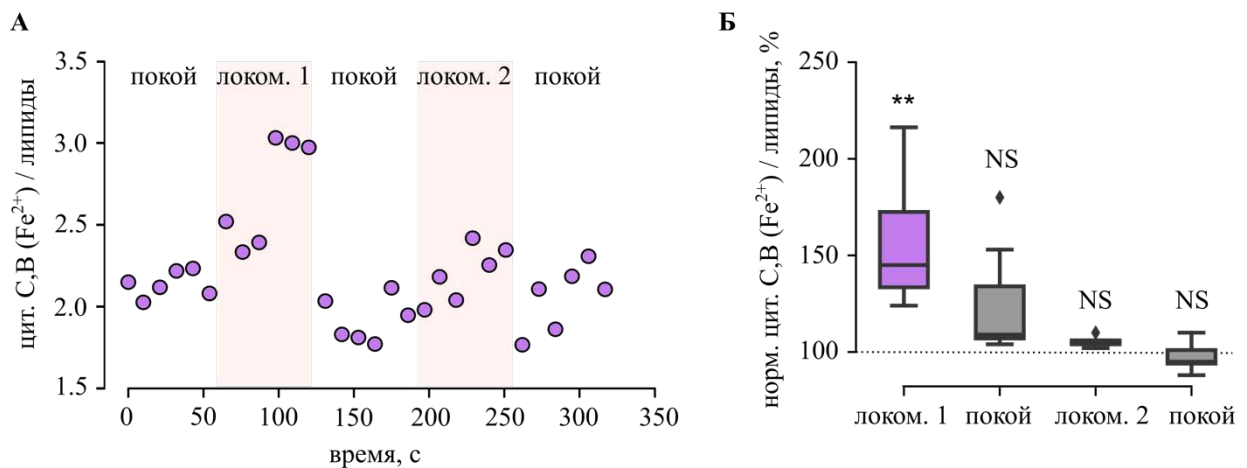 А
цит. C,B (Fe²⁺) / липиды
3.5
3.0
2.5
2.0
1.5
покой
локом. 1
покой
локом. 2
покой
0
50
100
150
200
250
300
350
время, с
Б
норм. цит. C,B (Fe²⁺) / липиды, %
250
200
150
100
**
NS
NS
NS
локом. 1
покой
локом. 2
покой